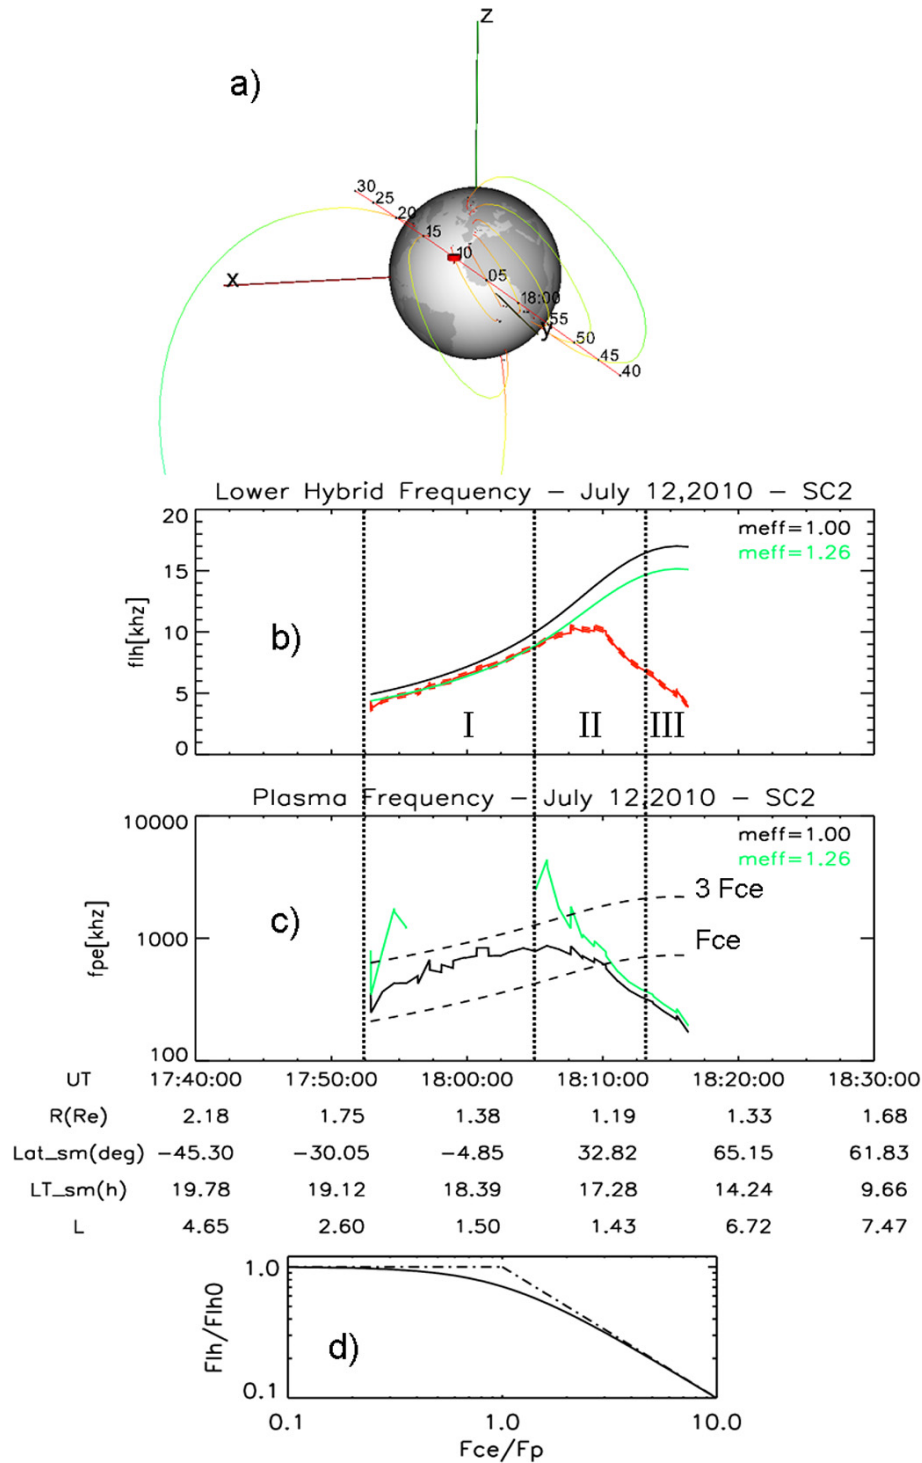 z
a)
.30
.25
.20
.15
x
.10
.05
18:00
.55
y
.50
.45
.40
Lower Hybrid Frequency – July 12,2010 – SC2
20
meff=1.00
meff=1.26
15
flh[khz]
b)
10
5
I
II
III
0
Plasma Frequency – July 12,2010 – SC2
10000
meff=1.00
meff=1.26
3 Fce
c)
fpe[khz]
1000
Fce
100
UT 17:40:00 17:50:00 18:00:00 18:10:00 18:20:00 18:30:00
R(Re) 2.18 1.75 1.38 1.19 1.33 1.68
Lat_sm(deg) −45.30 −30.05 −4.85 32.82 65.15 61.83
LT_sm(h) 19.78 19.12 18.39 17.28 14.24 9.66
L 4.65 2.60 1.50 1.43 6.72 7.47
1.0
Flh/Flh0
d)
0.1
0.1 1.0 10.0
Fce/Fp